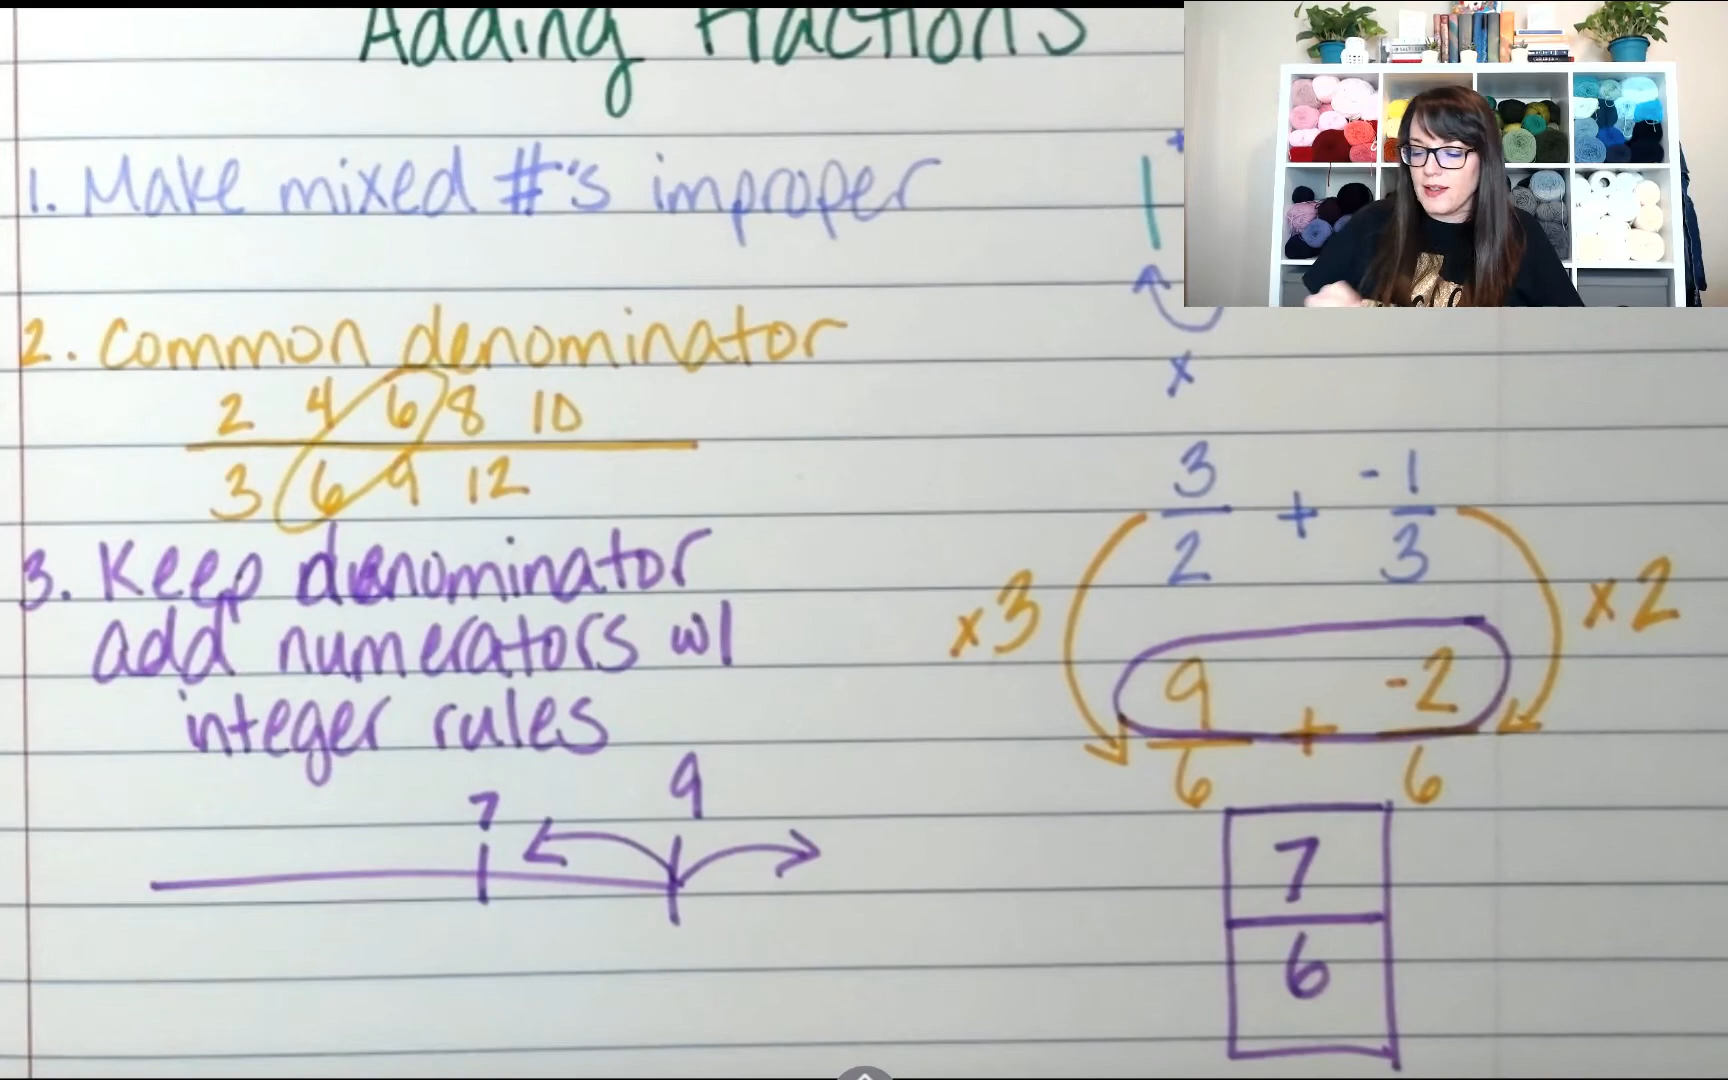 Adding Fractions
1. Make mixed #'s improper
1 +
x
2. Common denominator
2 4 6 8 10
3 6 9 12
3/2 + -1/3
x3
x2
9/6 + -2/6
3. Keep denominator
add numerators w/
integer rules
7 9
7
6